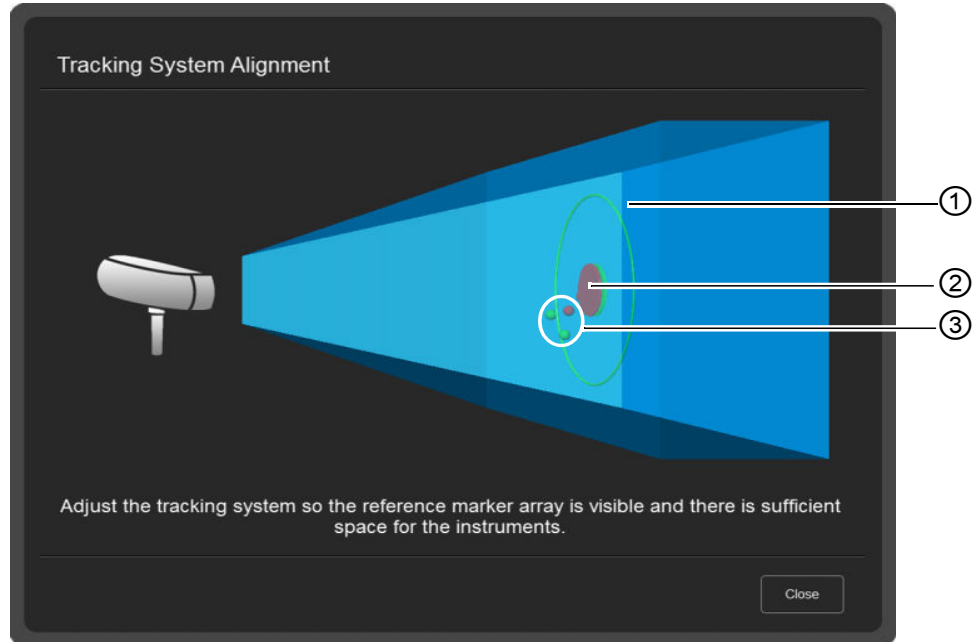 Tracking System Alignment
①
②
③
Adjust the tracking system so the reference marker array is visible and there is sufficient
space for the instruments.
Close